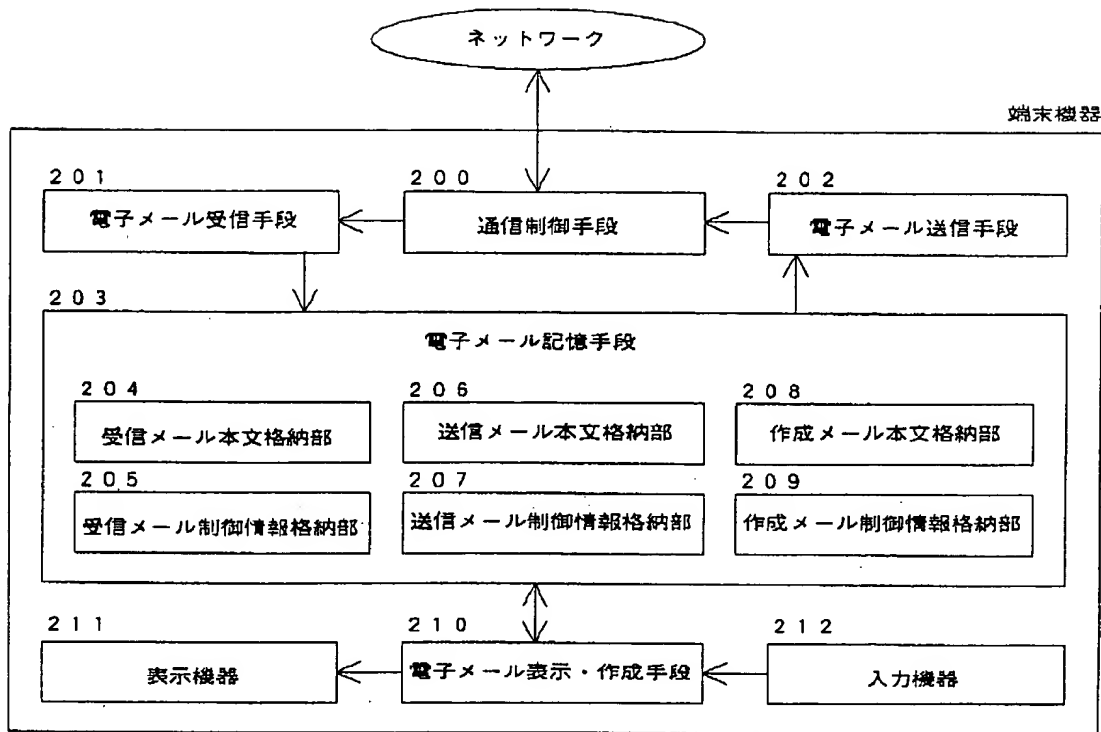 ネットワーク
端末機器
201
電子メール受信手段
200
通信制御手段
202
電子メール送信手段
203
電子メール記憶手段
204
受信メール本文格納部
206
送信メール本文格納部
208
作成メール本文格納部
205
受信メール制御情報格納部
207
送信メール制御情報格納部
209
作成メール制御情報格納部
211
表示機器
210
電子メール表示・作成手段
212
入力機器